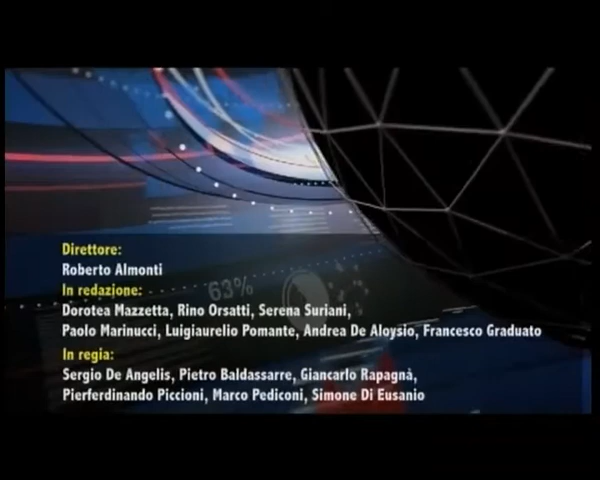 63%
Direttore:
Roberto Almonti
In redazione:
Dorotea Mazzetta, Rino Orsatti, Serena Suriani,
Paolo Marinucci, Luigiaurelio Pomante, Andrea De Aloysio, Francesco Graduato
In regia:
Sergio De Angelis, Pietro Baldassarre, Giancarlo Rapagnà,
Pierferdinando Piccioni, Marco Pediconi, Simone Di Eusanio